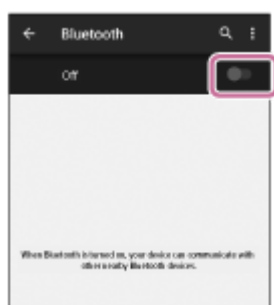 Bluetooth
Off
When Bluetooth is turned on, your device can communicate with
other nearby Bluetooth devices.